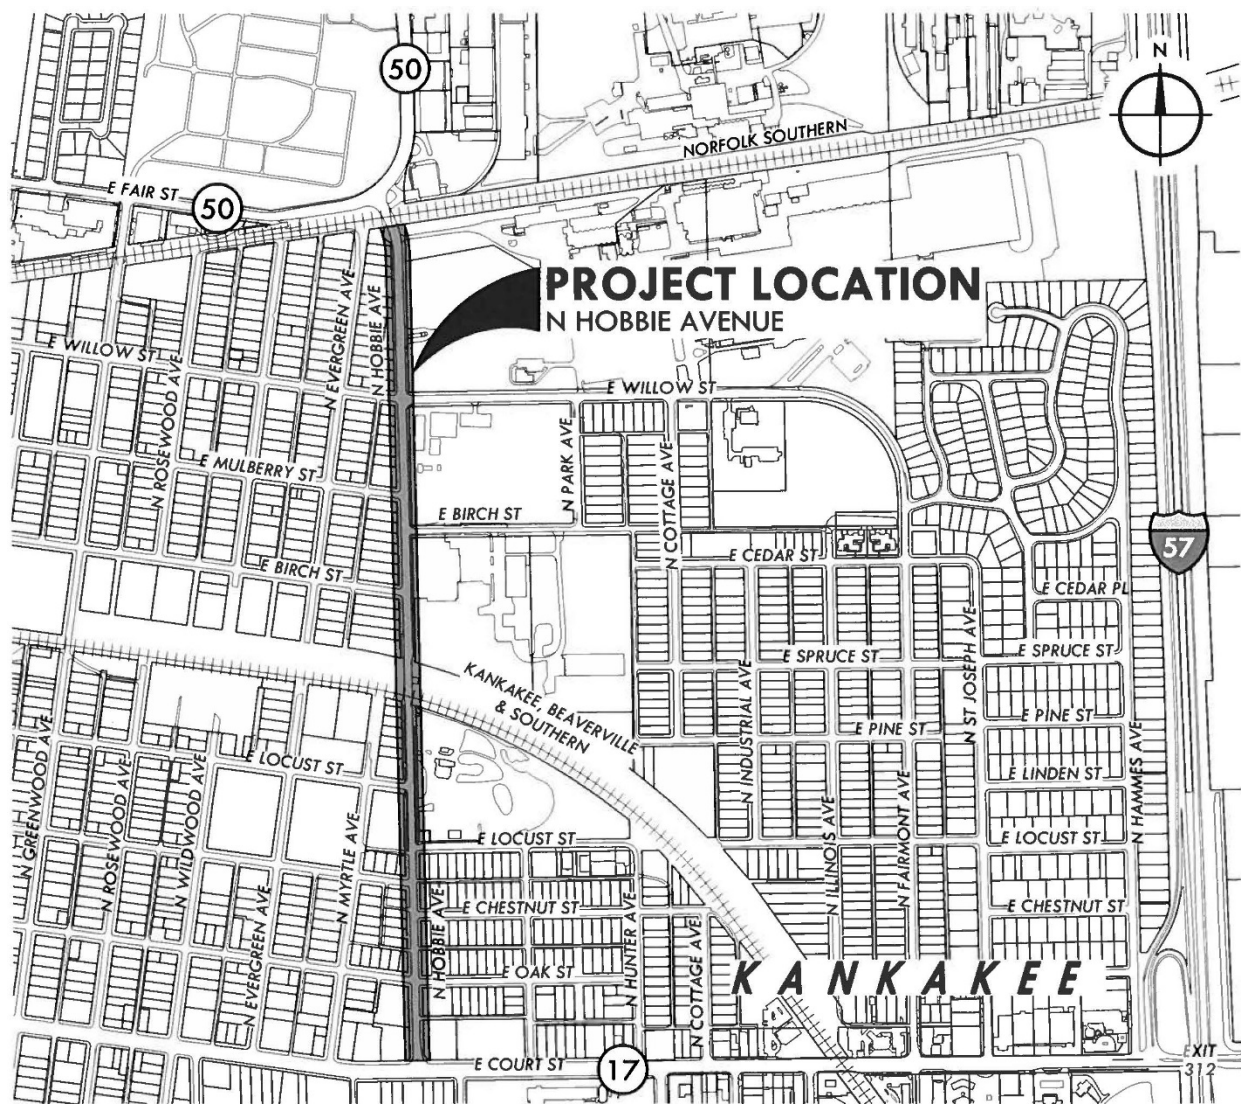 50
N
NORFOLK SOUTHERN
E FAIR ST
50
PROJECT LOCATION
N HOBBIE AVENUE
N EVERGREEN AVE
N HOBBIE AVE
E WILLOW ST
N ROSEWOOD AVE
E WILLOW ST
N PARK AVE
N COTTAGE AVE
E MULBERRY ST
E BIRCH ST
57
E CEDAR ST
E BIRCH ST
E CEDAR PL
N ST JOSEPH AVE
E SPRUCE ST
E SPRUCE ST
KANKAKEE, BEAVERVILLE
& SOUTHERN
N INDUSTRIAL AVE
E PINE ST
E PINE ST
N GREENWOOD AVE
N ROSEWOOD AVE
N WILDWOOD AVE
E LOCUST ST
E LINDEN ST
N HAMMES AVE
N MYRTLE AVE
E LOCUST ST
N ILLINOIS AVE
N FAIRMONT AVE
E LOCUST ST
N EVERGREEN AVE
N HOBBIE AVE
E CHESTNUT ST
N HUNTER AVE
E CHESTNUT ST
N COTTAGE AVE
E OAK ST
KANKAKEE
E COURT ST
17
EXIT
312